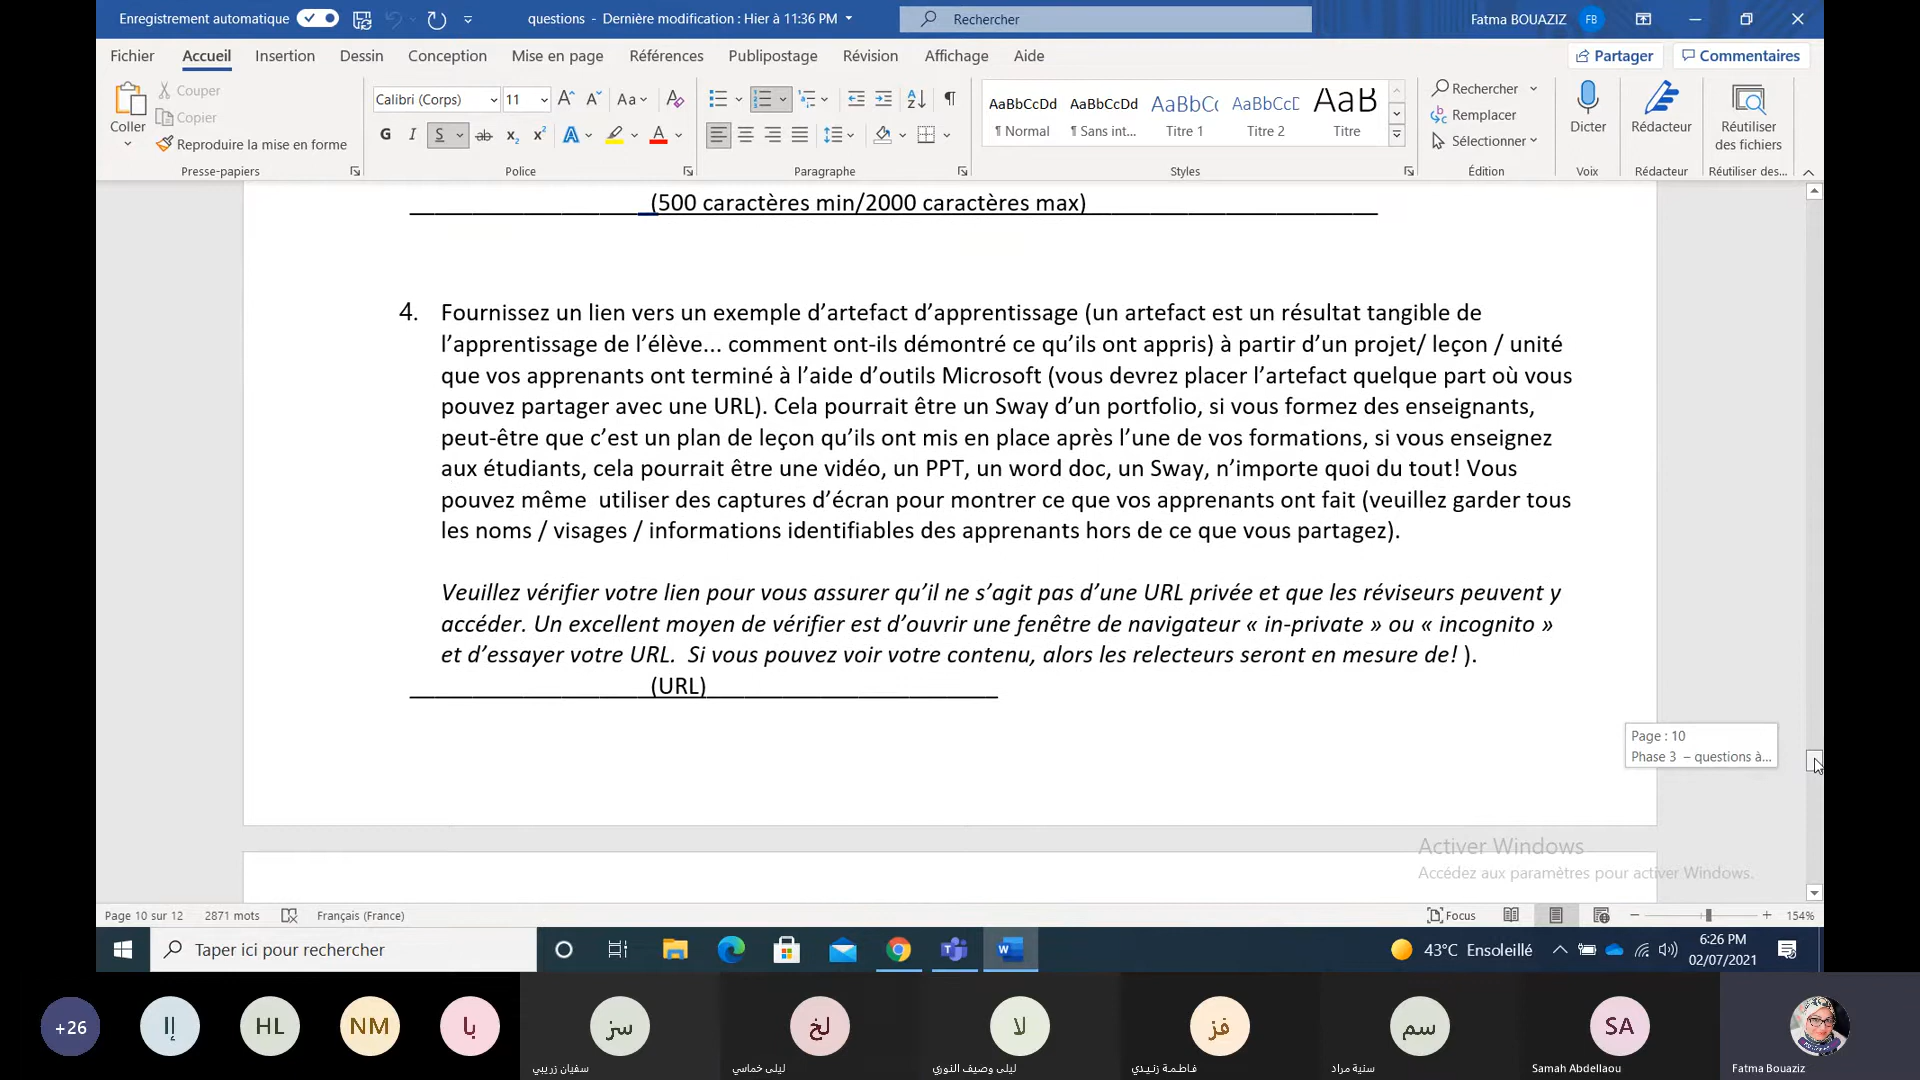 Enregistrement automatique
questions - Dernière modification : Hier à 11:36 PM
Rechercher
Fatma BOUAZIZ
FB
Fichier Accueil Insertion Dessin Conception Mise en page Références Publipostage Révision Affichage Aide
Partager
Commentaires
Coller
Couper
Copier
Reproduire la mise en forme
Presse-papiers
Calibri (Corps) 11
G I S ab x₂ x²
Police
Paragraphe
AaBbCcDd AaBbCcDd AaBbC( AaBbCcE AaB
¶ Normal ¶ Sans int... Titre 1 Titre 2 Titre
Styles
Rechercher
Remplacer
Sélectionner
Édition
Dicter
Voix
Rédacteur
Rédacteur
Réutiliser
des fichiers
Réutiliser des...
(500 caractères min/2000 caractères max)
4. Fournissez un lien vers un exemple d’artefact d’apprentissage (un artefact est un résultat tangible de
l’apprentissage de l’élève... comment ont-ils démontré ce qu’ils ont appris) à partir d’un projet/ leçon / unité
que vos apprenants ont terminé à l’aide d’outils Microsoft (vous devrez placer l’artefact quelque part où vous
pouvez partager avec une URL). Cela pourrait être un Sway d’un portfolio, si vous formez des enseignants,
peut-être que c’est un plan de leçon qu’ils ont mis en place après l’une de vos formations, si vous enseignez
aux étudiants, cela pourrait être une vidéo, un PPT, un word doc, un Sway, n’importe quoi du tout! Vous
pouvez même utiliser des captures d’écran pour montrer ce que vos apprenants ont fait (veuillez garder tous
les noms / visages / informations identifiables des apprenants hors de ce que vous partagez).
Veuillez vérifier votre lien pour vous assurer qu’il ne s’agit pas d’une URL privée et que les réviseurs peuvent y
accéder. Un excellent moyen de vérifier est d’ouvrir une fenêtre de navigateur « in-private » ou « incognito »
et d’essayer votre URL. Si vous pouvez voir votre contenu, alors les relecteurs seront en mesure de! ).
(URL)
Page : 10
Phase 3 – questions à...
Activer Windows
Accédez aux paramètres pour activer Windows.
Page 10 sur 12 2871 mots Français (France)
Focus
154%
Taper ici pour rechercher
43°C Ensoleillé
6:26 PM
02/07/2021
+26 إا HL NM با سز لخ لا فز سم SA
سفيان زريبي ليلى خماسي ليلى وصيف النوري فاطمة زنيدي سنية مراد Samah Abdellaou Fatma Bouaziz